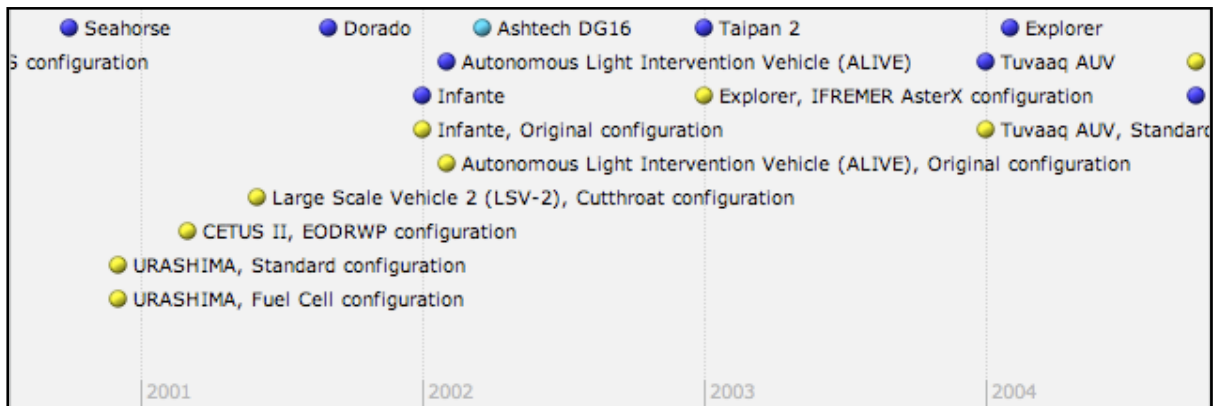 Seahorse Dorado Ashtech DG16 Taipan 2 Explorer
configuration Autonomous Light Intervention Vehicle (ALIVE) Tuvaaq AUV
Infante Explorer, IFREMER AsterX configuration
Infante, Original configuration Tuvaaq AUV, Standard
Autonomous Light Intervention Vehicle (ALIVE), Original configuration
Large Scale Vehicle 2 (LSV-2), Cutthroat configuration
CETUS II, EODRWP configuration
URASHIMA, Standard configuration
URASHIMA, Fuel Cell configuration
2001 2002 2003 2004